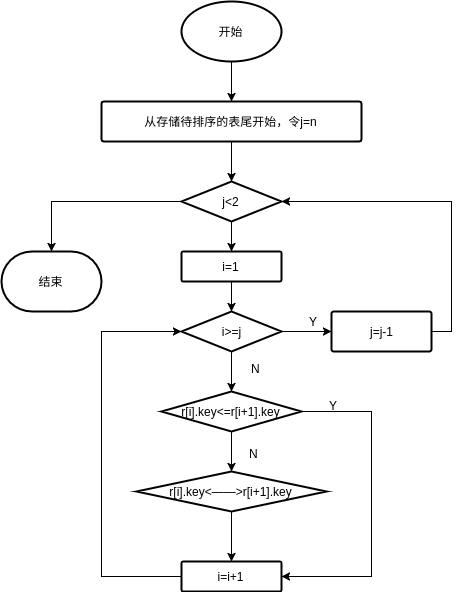 开始
从存储待排序的表尾开始，令j=n
j<2
结束
i=1
i>=j
Y
j=j-1
N
r[i].key<=r[i+1].key
Y
N
r[i].key<——>r[i+1].key
i=i+1